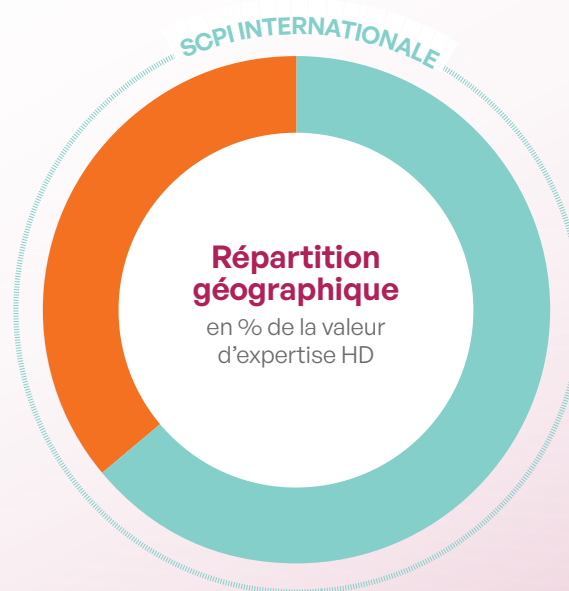 SCPI INTERNATIONALE
Répartition
géographique
en % de la valeur
d’expertise HD